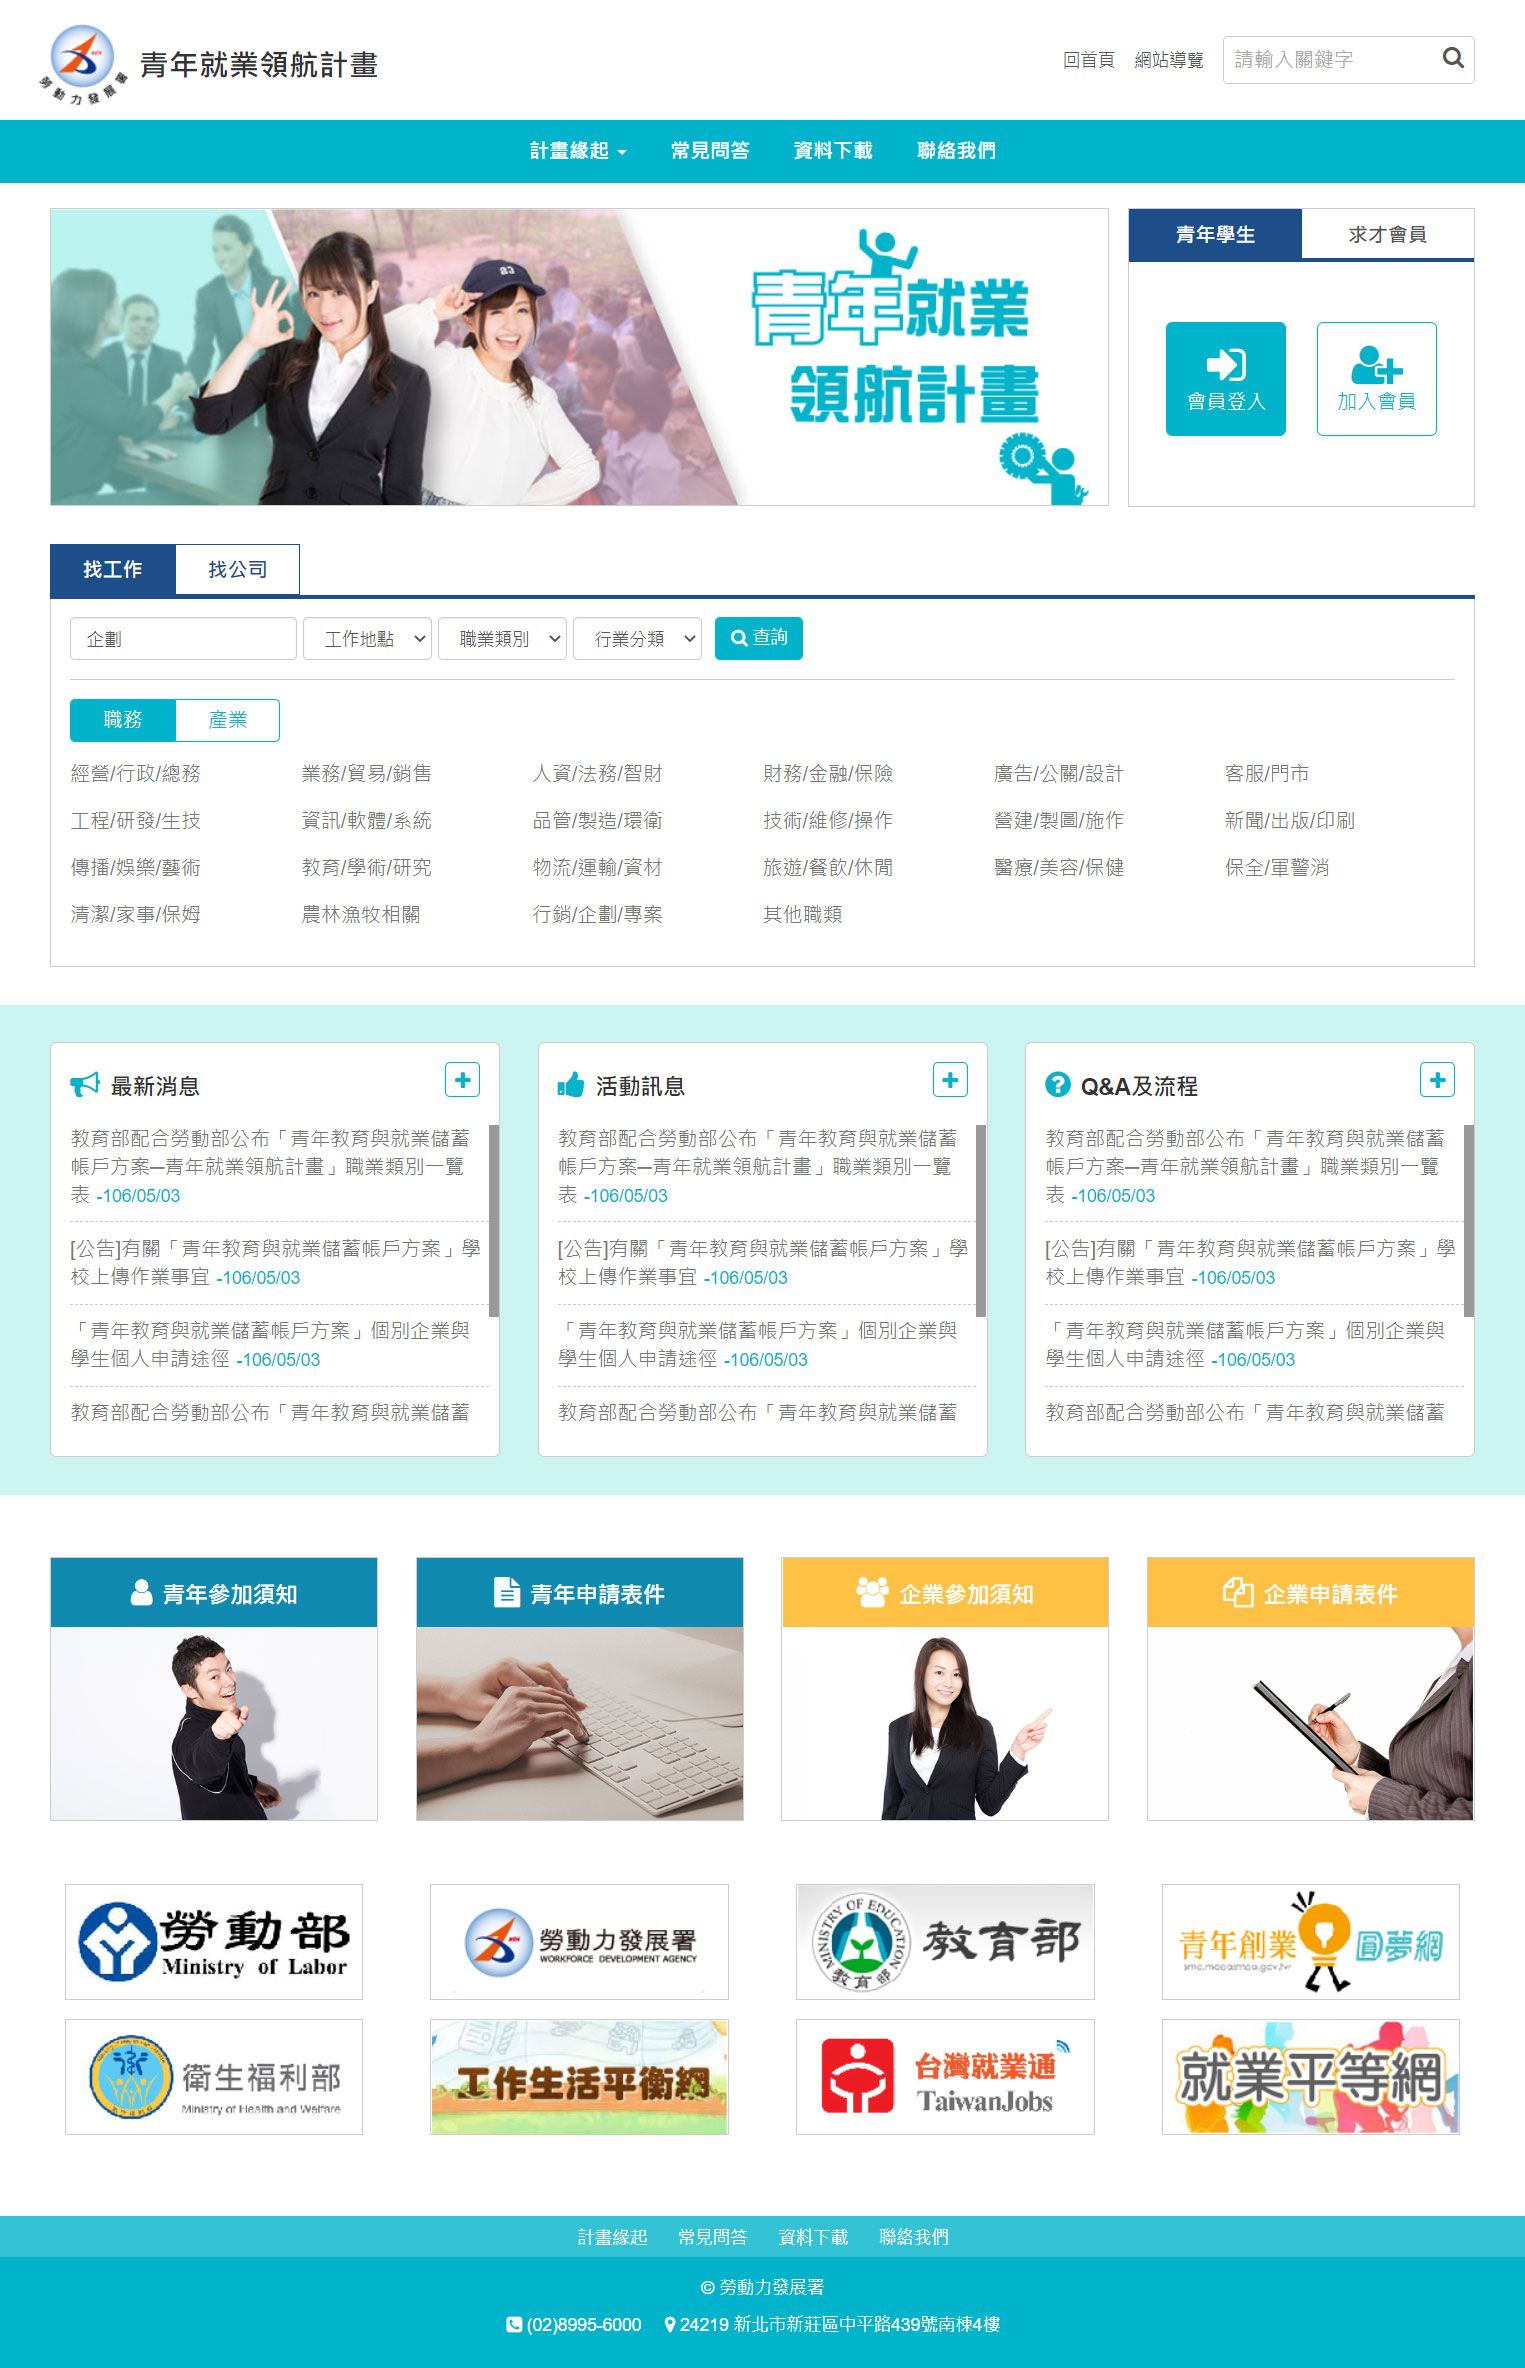 勞動力發展署
青年就業領航計畫
回首頁 網站導覽 請輸入關鍵字
計畫緣起 常見問答 資料下載 聯絡我們
23
青年就業
領航計畫
青年學生 求才會員
會員登入 加入會員
找工作 找公司
企劃 工作地點 職業類別 行業分類 查詢
職務 產業
經營/行政/總務 業務/貿易/銷售 人資/法務/智財 財務/金融/保險 廣告/公關/設計 客服/門市
工程/研發/生技 資訊/軟體/系統 品管/製造/環衛 技術/維修/操作 營建/製圖/施作 新聞/出版/印刷
傳播/娛樂/藝術 教育/學術/研究 物流/運輸/資材 旅遊/餐飲/休閒 醫療/美容/保健 保全/軍警消
清潔/家事/保姆 農林漁牧相關 行銷/企劃/專案 其他職類
最新消息
教育部配合勞動部公布「青年教育與就業儲蓄
帳戶方案—青年就業領航計畫」職業類別一覽
表 -106/05/03
[公告]有關「青年教育與就業儲蓄帳戶方案」學
校上傳作業事宜 -106/05/03
「青年教育與就業儲蓄帳戶方案」個別企業與
學生個人申請途徑 -106/05/03
教育部配合勞動部公布「青年教育與就業儲蓄
活動訊息
教育部配合勞動部公布「青年教育與就業儲蓄
帳戶方案—青年就業領航計畫」職業類別一覽
表 -106/05/03
[公告]有關「青年教育與就業儲蓄帳戶方案」學
校上傳作業事宜 -106/05/03
「青年教育與就業儲蓄帳戶方案」個別企業與
學生個人申請途徑 -106/05/03
教育部配合勞動部公布「青年教育與就業儲蓄
Q&A及流程
教育部配合勞動部公布「青年教育與就業儲蓄
帳戶方案—青年就業領航計畫」職業類別一覽
表 -106/05/03
[公告]有關「青年教育與就業儲蓄帳戶方案」學
校上傳作業事宜 -106/05/03
「青年教育與就業儲蓄帳戶方案」個別企業與
學生個人申請途徑 -106/05/03
教育部配合勞動部公布「青年教育與就業儲蓄
青年參加須知 青年申請表件 企業參加須知 企業申請表件
勞動部
Ministry of Labor
勞動力發展署
WORKFORCE DEVELOPMENT AGENCY
MINISTRY OF EDUCATION
教育部
教育部
青年創業 圓夢網
衛生福利部
Ministry of Health and Welfare
工作生活平衡網
台灣就業通
TaiwanJobs
就業平等網
計畫緣起 常見問答 資料下載 聯絡我們
© 勞動力發展署
(02)8995-6000 24219 新北市新莊區中平路439號南棟4樓